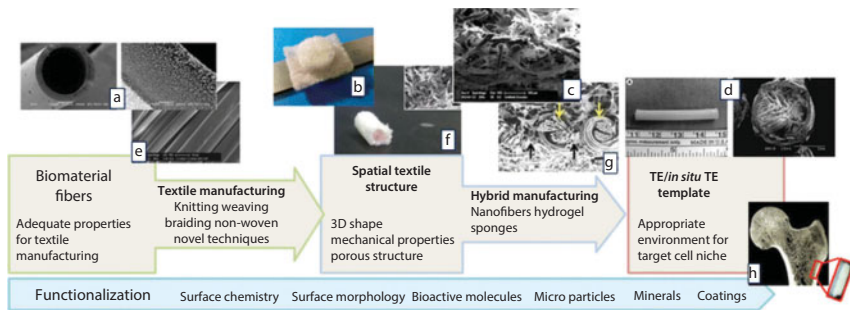 a
e
b
f
c
g
d
h
Biomaterial
fibers
Adequate properties
for textile
manufacturing
Textile manufacturing
Knitting weaving
braiding non-woven
novel techniques
Spatial textile
structure
3D shape
mechanical properties
porous structure
Hybrid manufacturing
Nanofibers hydrogel
sponges
TE/in situ TE
template
Appropriate
environment for
target cell niche
Functionalization Surface chemistry Surface morphology Bioactive molecules Micro particles Minerals Coatings